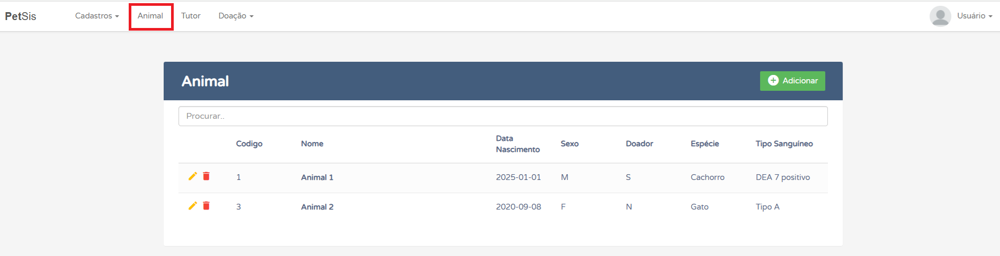 PetSis Cadastros Animal Tutor Doação Usuário
Animal Adicionar
Procurar..
Codigo Nome Data Nascimento Sexo Doador Espécie Tipo Sanguíneo
1 Animal 1 2025-01-01 M S Cachorro DEA 7 positivo
3 Animal 2 2020-09-08 F N Gato Tipo A